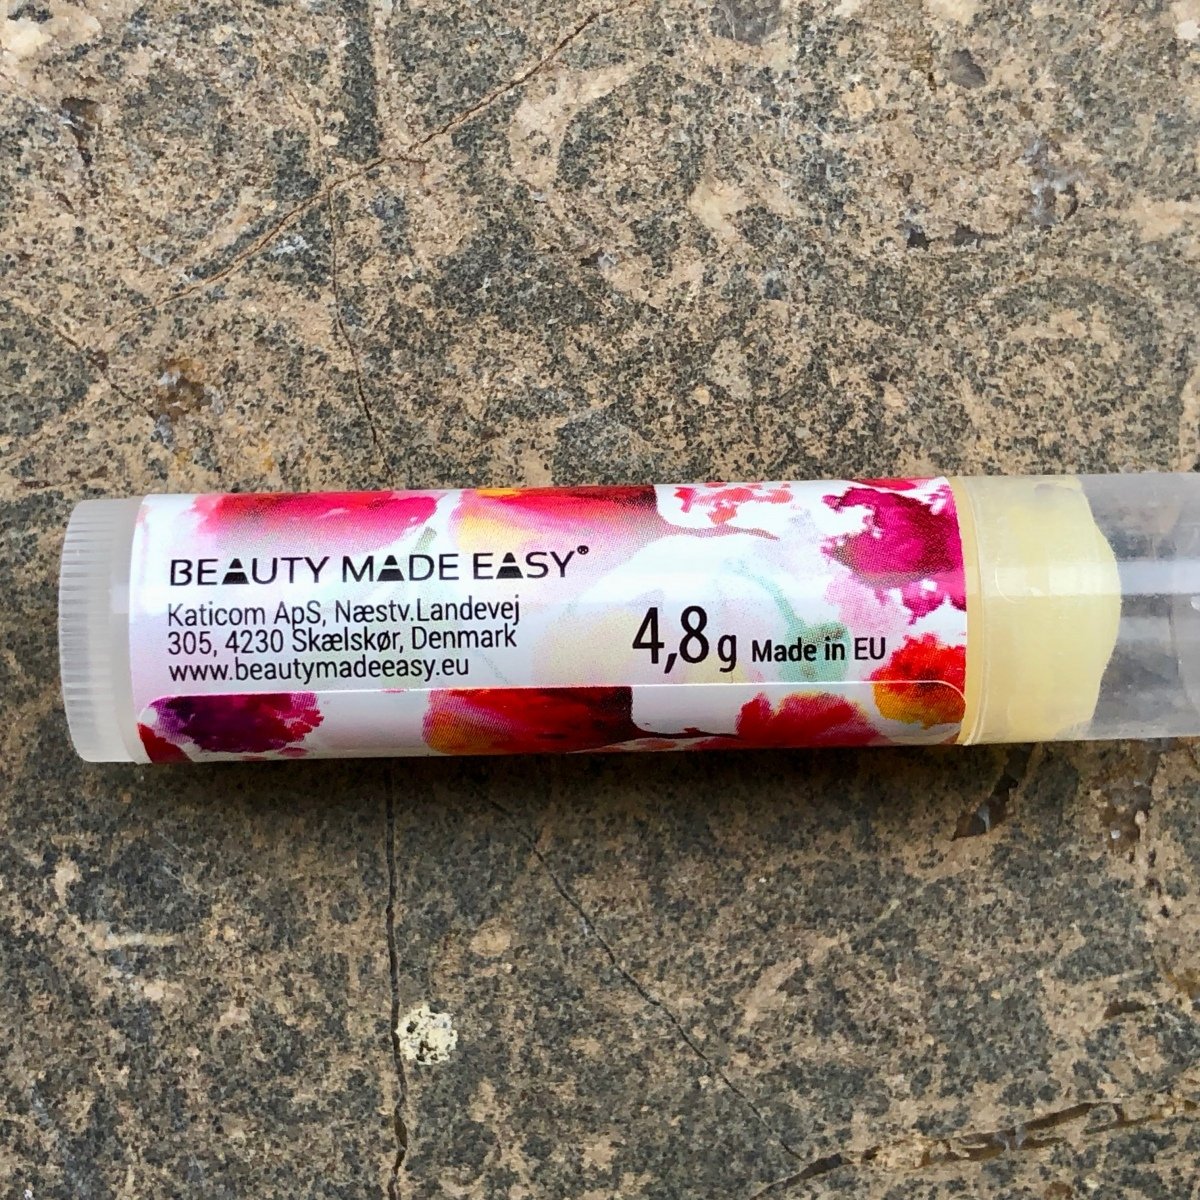 BEAUTY MADE EASY®
Katicom ApS, Næstv.Landevej
305, 4230 Skælskør, Denmark
www.beautymadeeasy.eu
4,8g Made in EU